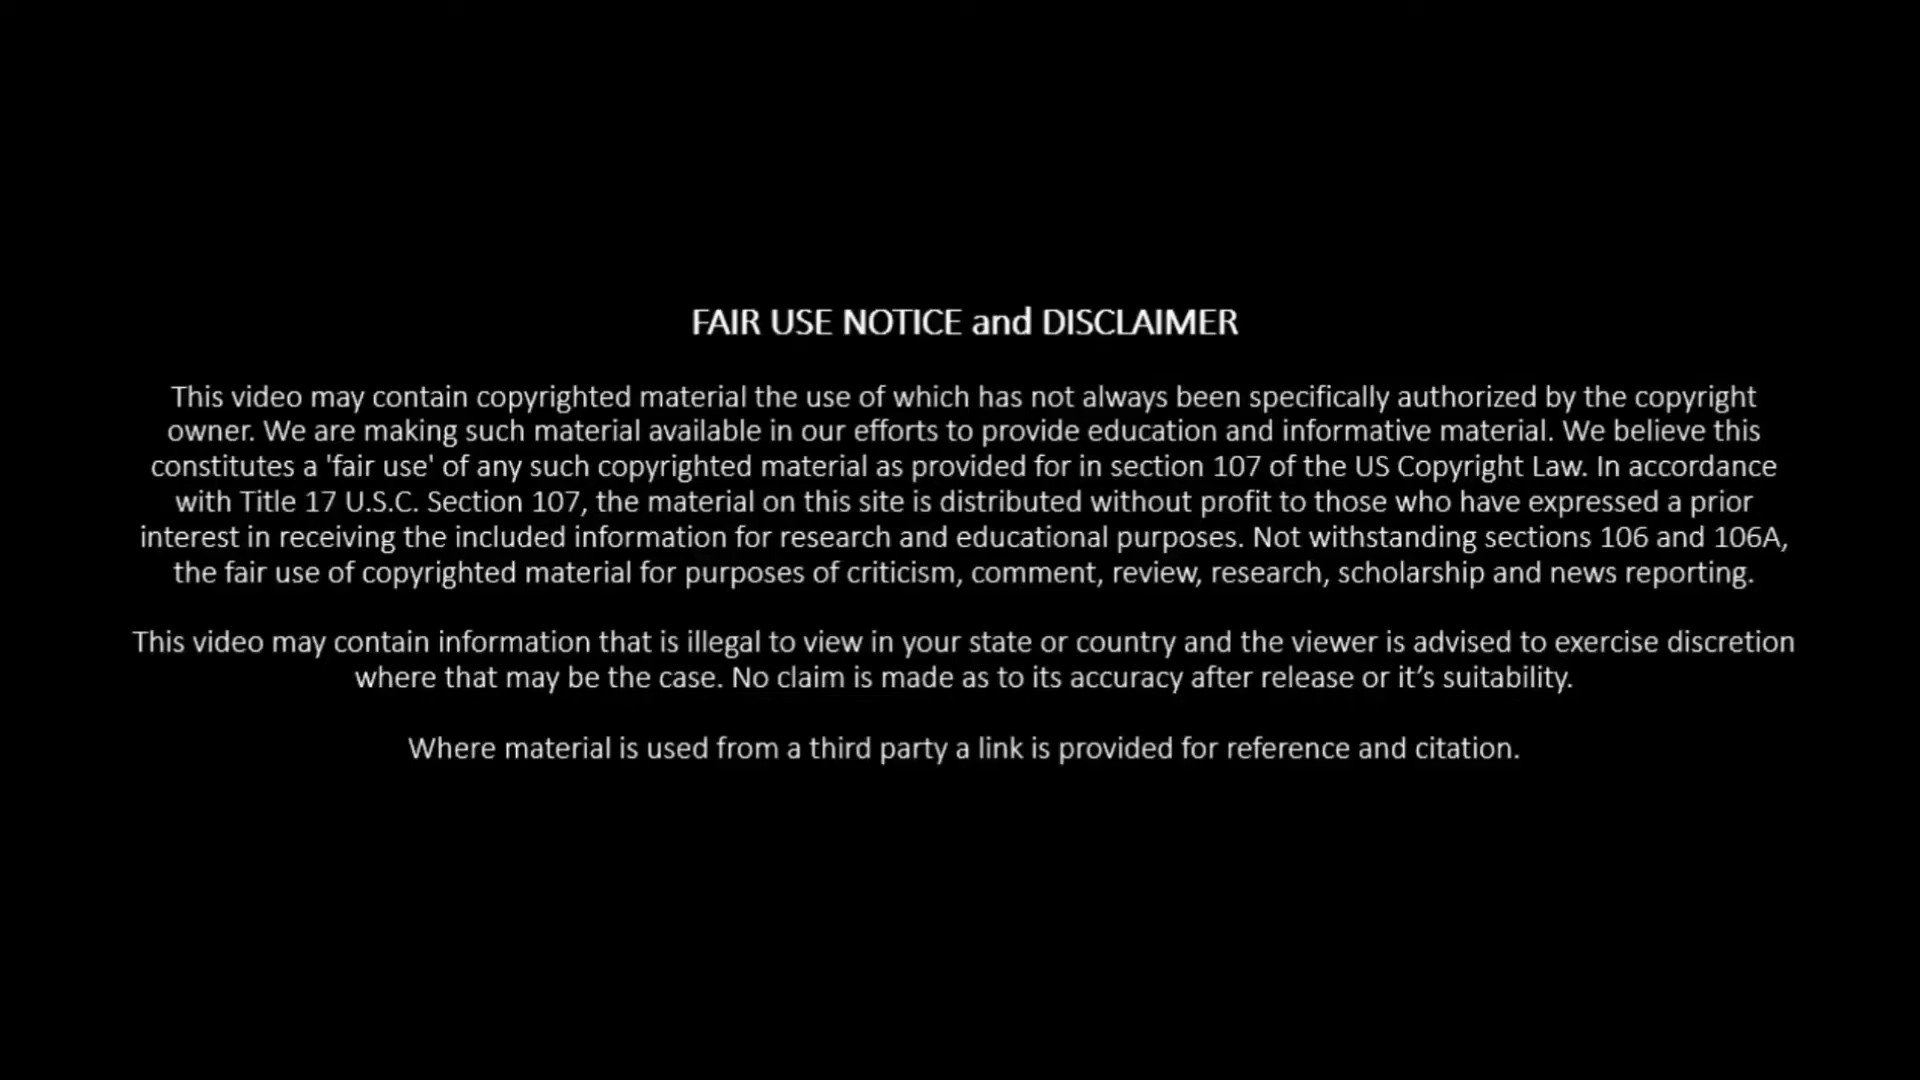 FAIR USE NOTICE and DISCLAIMER
This video may contain copyrighted material the use of which has not always been specifically authorized by the copyright
owner. We are making such material available in our efforts to provide education and informative material. We believe this
constitutes a 'fair use' of any such copyrighted material as provided for in section 107 of the US Copyright Law. In accordance
with Title 17 U.S.C. Section 107, the material on this site is distributed without profit to those who have expressed a prior
interest in receiving the included information for research and educational purposes. Not withstanding sections 106 and 106A,
the fair use of copyrighted material for purposes of criticism, comment, review, research, scholarship and news reporting.
This video may contain information that is illegal to view in your state or country and the viewer is advised to exercise discretion
where that may be the case. No claim is made as to its accuracy after release or it’s suitability.
Where material is used from a third party a link is provided for reference and citation.